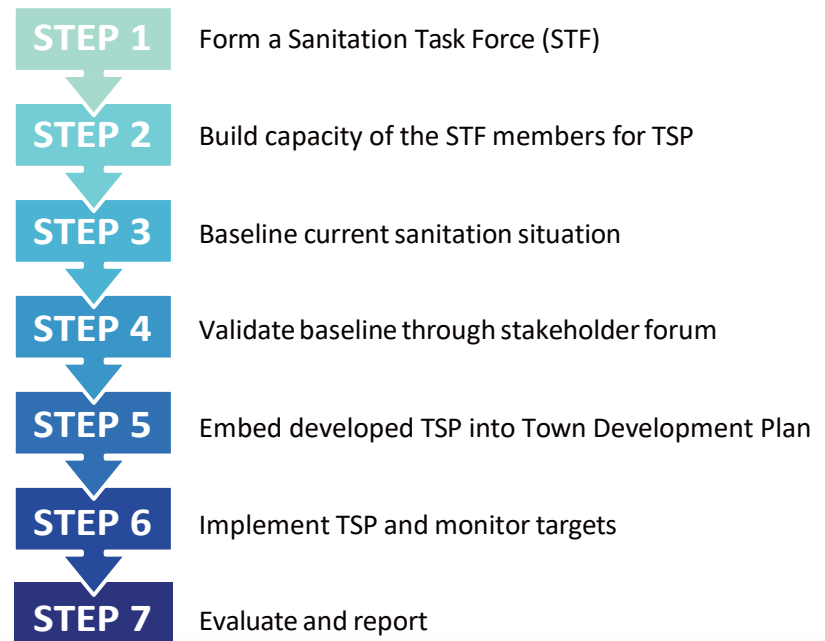 STEP 1 Form a Sanitation Task Force (STF)
STEP 2 Build capacity of the STF members for TSP
STEP 3 Baseline current sanitation situation
STEP 4 Validate baseline through stakeholder forum
STEP 5 Embed developed TSP into Town Development Plan
STEP 6 Implement TSP and monitor targets
STEP 7 Evaluate and report